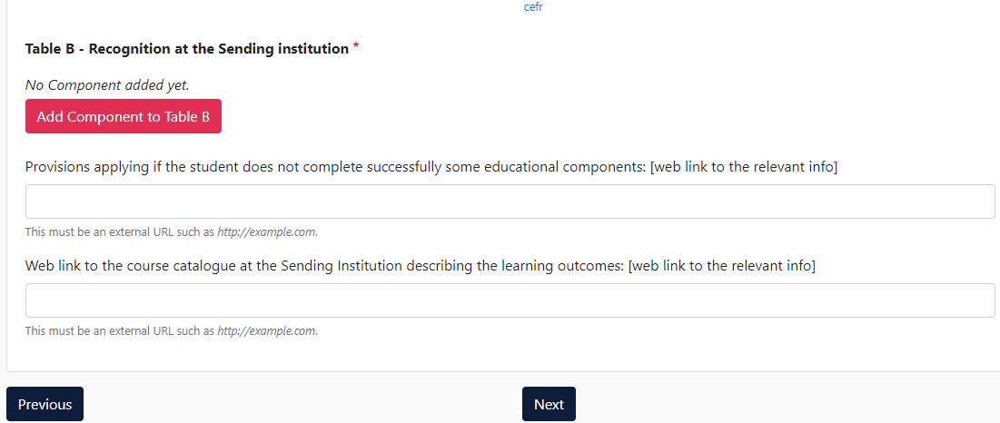 cefr
Table B - Recognition at the Sending institution *
No Component added yet.
Add Component to Table B
Provisions applying if the student does not complete successfully some educational components: [web link to the relevant info]
This must be an external URL such as http://example.com.
Web link to the course catalogue at the Sending Institution describing the learning outcomes: [web link to the relevant info]
This must be an external URL such as http://example.com.
Previous
Next